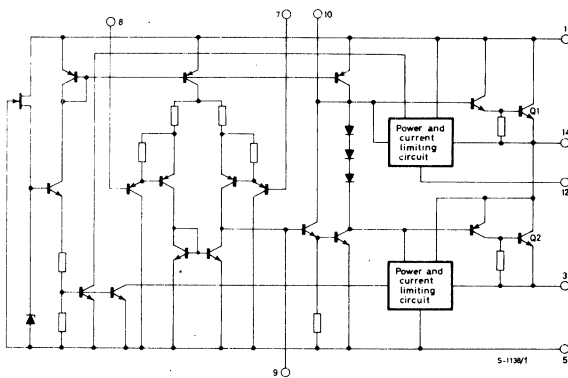 8
7
10
1
Q1
Power and
current
limiting
circuit
14
12
Q2
Power and
current
limiting
circuit
3
S-1138/1
5
9